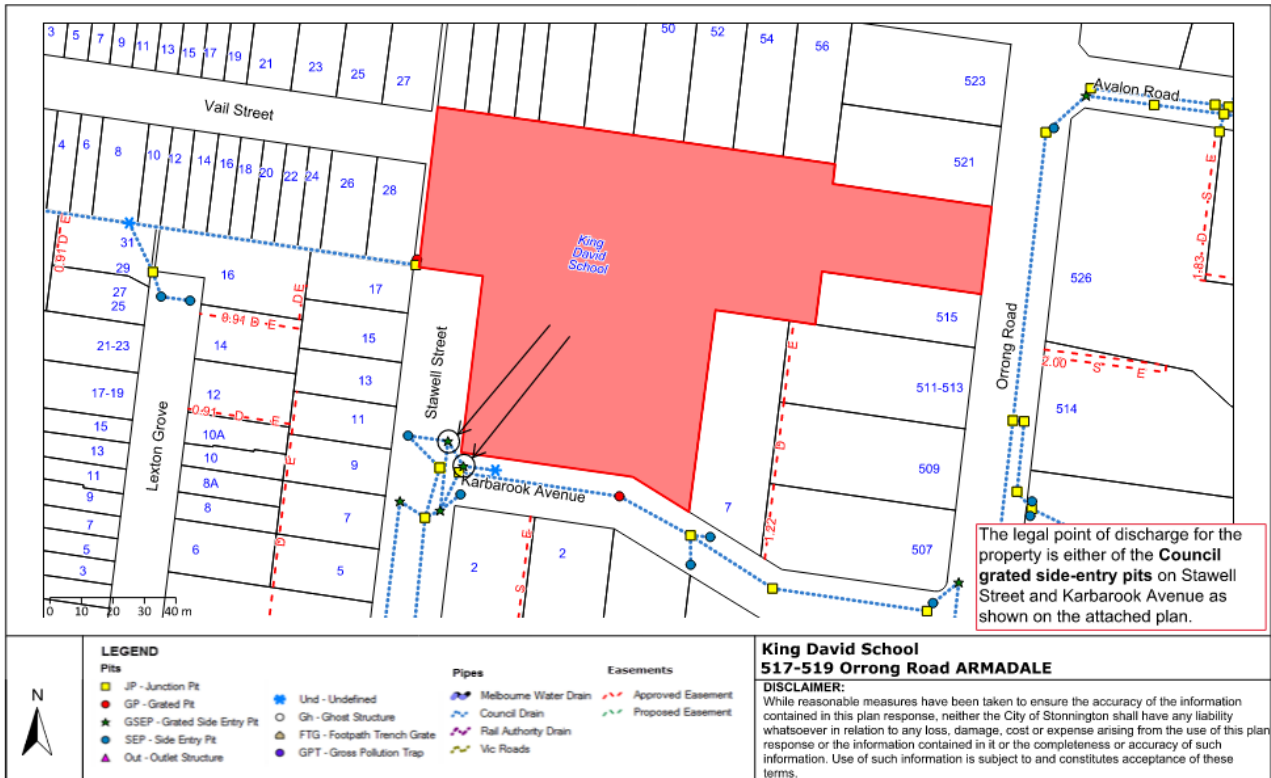 3 5 7 9 11 13 15 17 19 21 23 25 27
50 52 54 56
523
Avalon Road
Vail Street
4 6 8 10 12 14 16 18 20 22 24 26 28
521
E
S
D
1.83
King
David
School
0.91 D E
31
29
27
25
16
D E
17
526
0.91 D E
515
21-23
14
15
Stawell Street
Orrong Road
2.00 S E
13
E
511-513
17-19
12
514
0.91 D E
11
15
10A
D
13
10
9
509
Lexton Grove
E
11
8A
Karbarook Avenue
9
8
7
7
1.22
7
D
507
5
6
5
3
2
E
S
2
0 10 20 30 40 m
The legal point of discharge for the
property is either of the Council
grated side-entry pits on Stawell
Street and Karbarook Avenue as
shown on the attached plan.
N
LEGEND
Pits
JP - Junction Pit
GP - Grated Pit
GSEP - Grated Side Entry Pit
SEP - Side Entry Pit
Out - Outlet Structure
Und - Undefined
Gh - Ghost Structure
FTG - Footpath Trench Grate
GPT - Gross Pollution Trap
Pipes
Melbourne Water Drain
Council Drain
Rail Authority Drain
Vic Roads
Easements
Approved Easement
Proposed Easement
King David School
517-519 Orrong Road ARMADALE
DISCLAIMER:
While reasonable measures have been taken to ensure the accuracy of the information
contained in this plan response, neither the City of Stonnington shall have any liability
whatsoever in relation to any loss, damage, cost or expense arising from the use of this plan
response or the information contained in it or the completeness or accuracy of such
information. Use of such information is subject to and constitutes acceptance of these
terms.